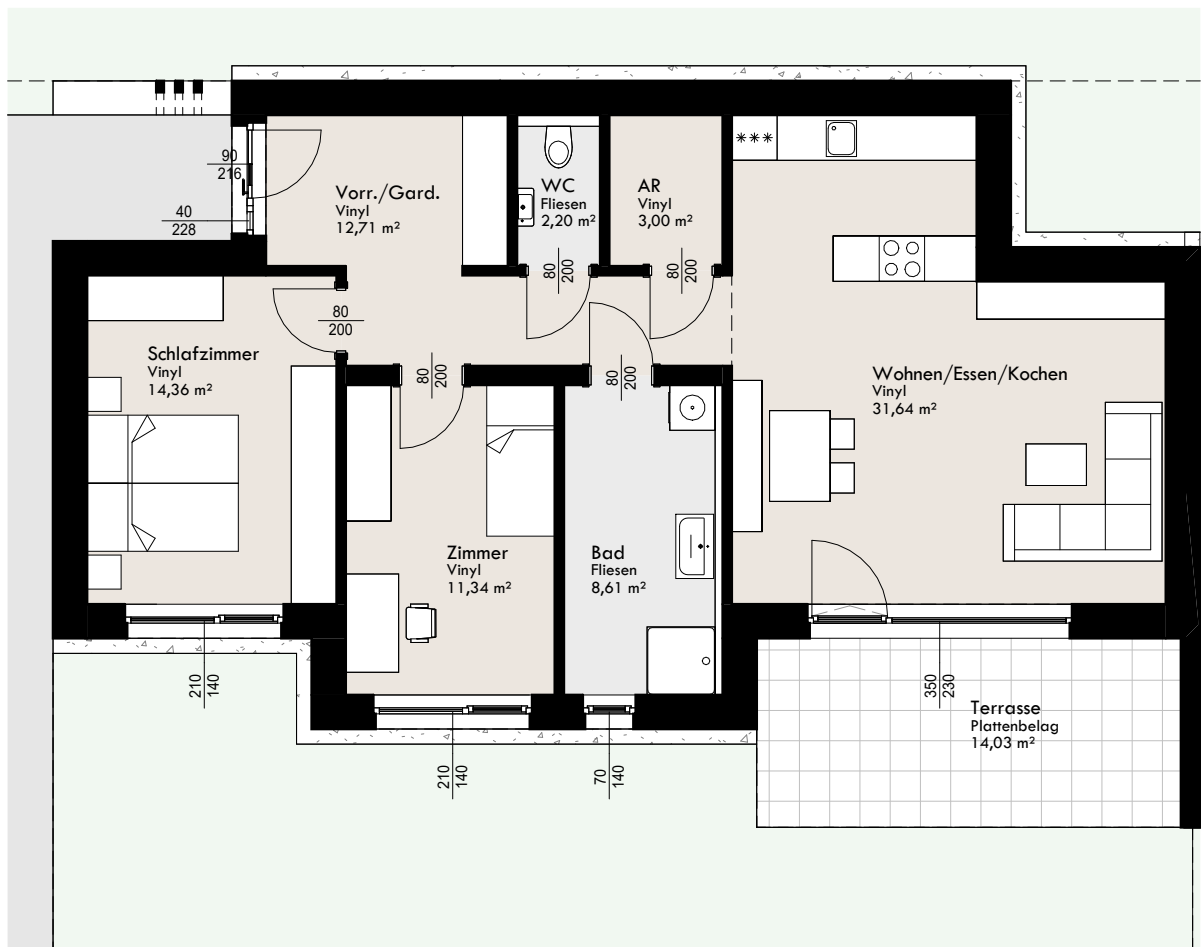 90
216
40
228
Vorr./Gard.
Vinyl
12,71 m²
WC
Fliesen
2,20 m²
AR
Vinyl
3,00 m²
***
80
200
80
200
80
200
Schlafzimmer
Vinyl
14,36 m²
80
200
80
200
Wohnen/Essen/Kochen
Vinyl
31,64 m²
Zimmer
Vinyl
11,34 m²
Bad
Fliesen
8,61 m²
210
140
350
230
Terrasse
Plattenbelag
14,03 m²
210
140
70
140